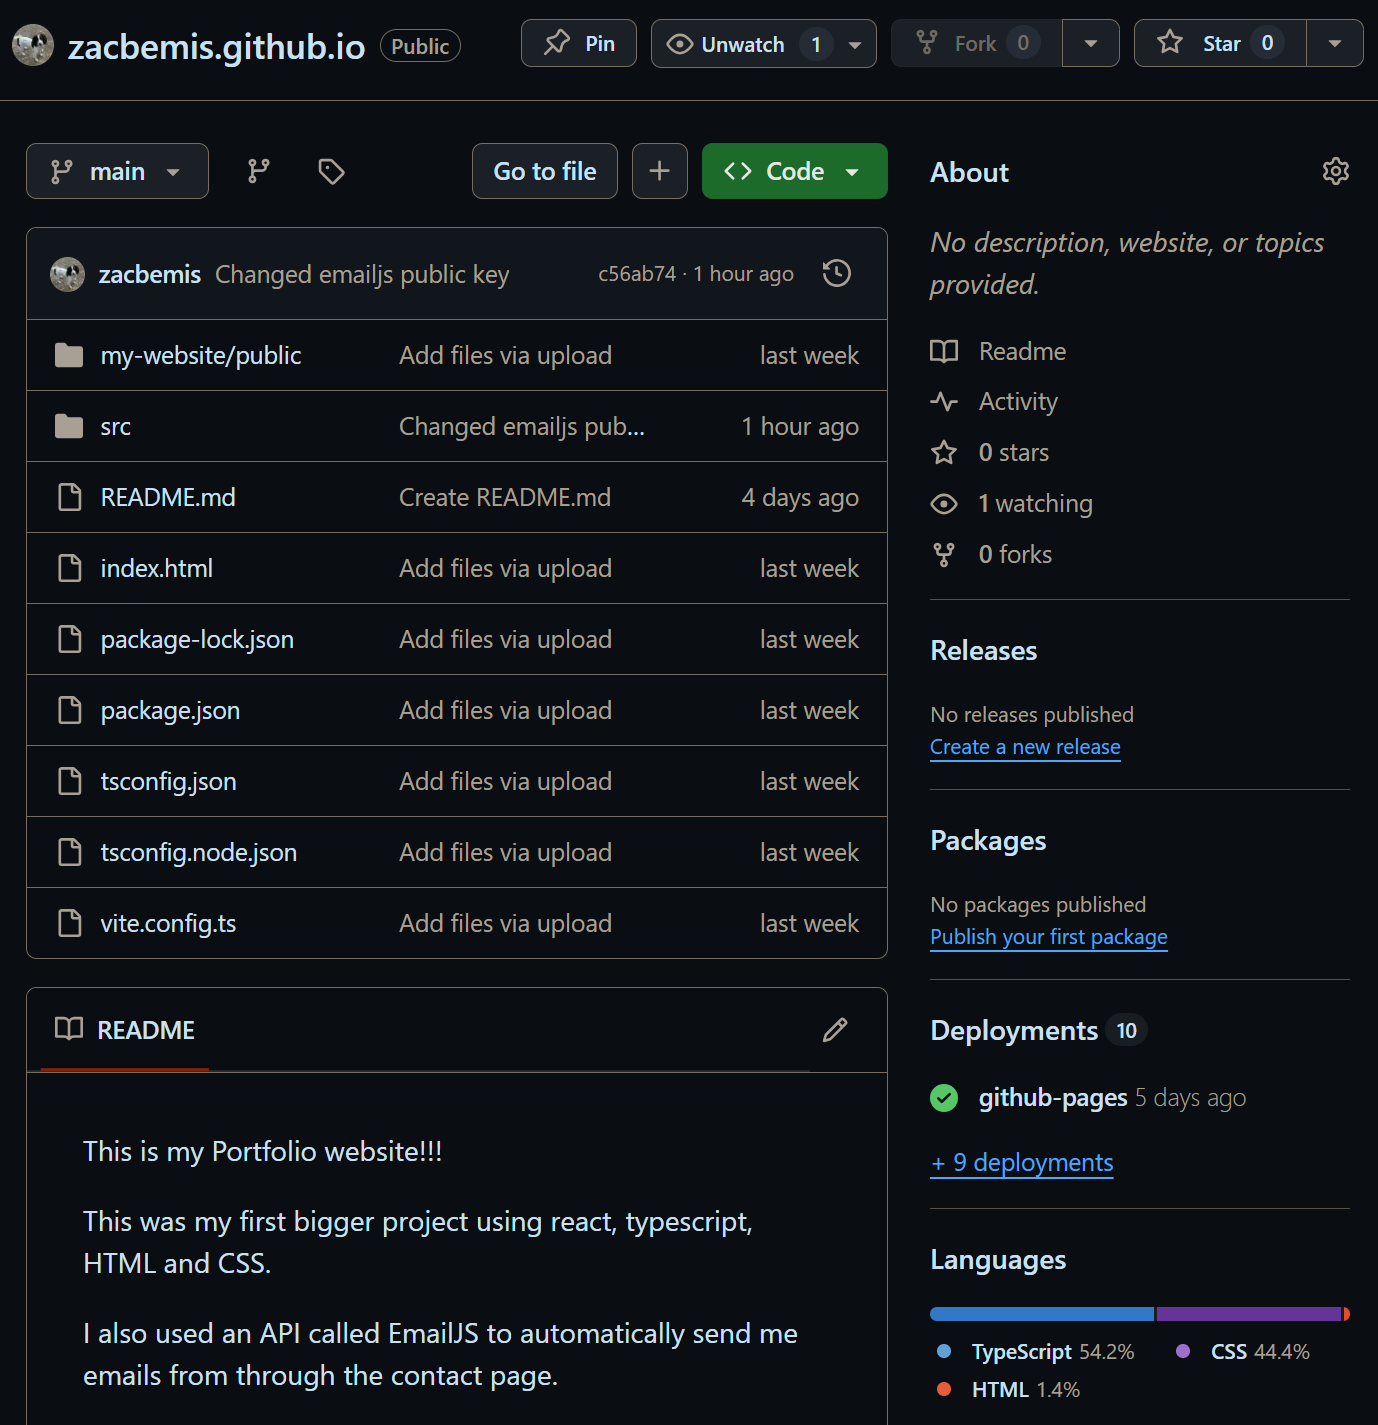 zacbemis.github.io Public Pin Unwatch 1 Fork 0 Star 0
main Go to file Code
zacbemis Changed emailjs public key c56ab74 · 1 hour ago
my-website/public Add files via upload last week
src Changed emailjs pub... 1 hour ago
README.md Create README.md 4 days ago
index.html Add files via upload last week
package-lock.json Add files via upload last week
package.json Add files via upload last week
tsconfig.json Add files via upload last week
tsconfig.node.json Add files via upload last week
vite.config.ts Add files via upload last week
README
This is my Portfolio website!!!
This was my first bigger project using react, typescript,
HTML and CSS.
I also used an API called EmailJS to automatically send me
emails from through the contact page.
About
No description, website, or topics
provided.
Readme
Activity
0 stars
1 watching
0 forks
Releases
No releases published
Create a new release
Packages
No packages published
Publish your first package
Deployments 10
github-pages 5 days ago
+ 9 deployments
Languages
TypeScript 54.2% CSS 44.4%
HTML 1.4%